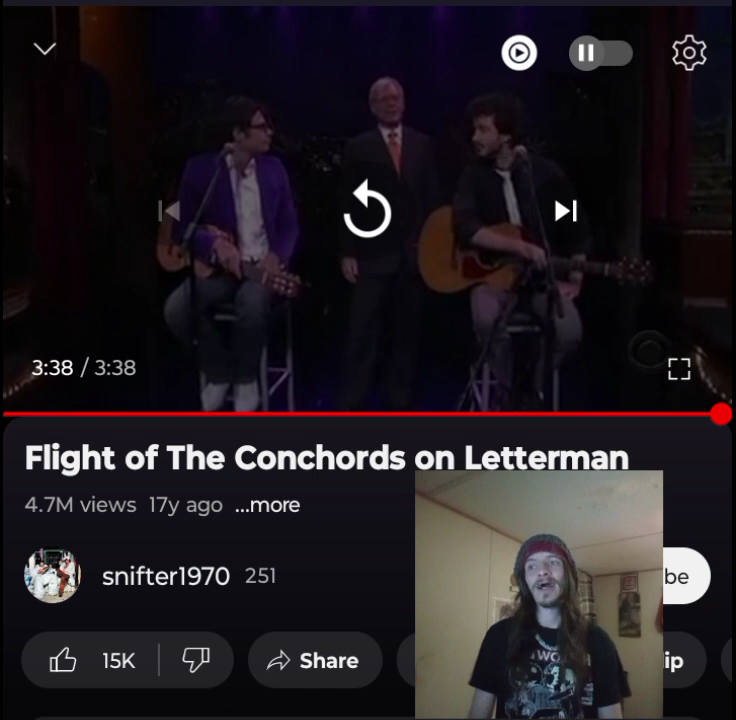 3:38 / 3:38
Flight of The Conchords on Letterman
4.7M views 17y ago ...more
snifter1970 251
be
15K
Share
ip